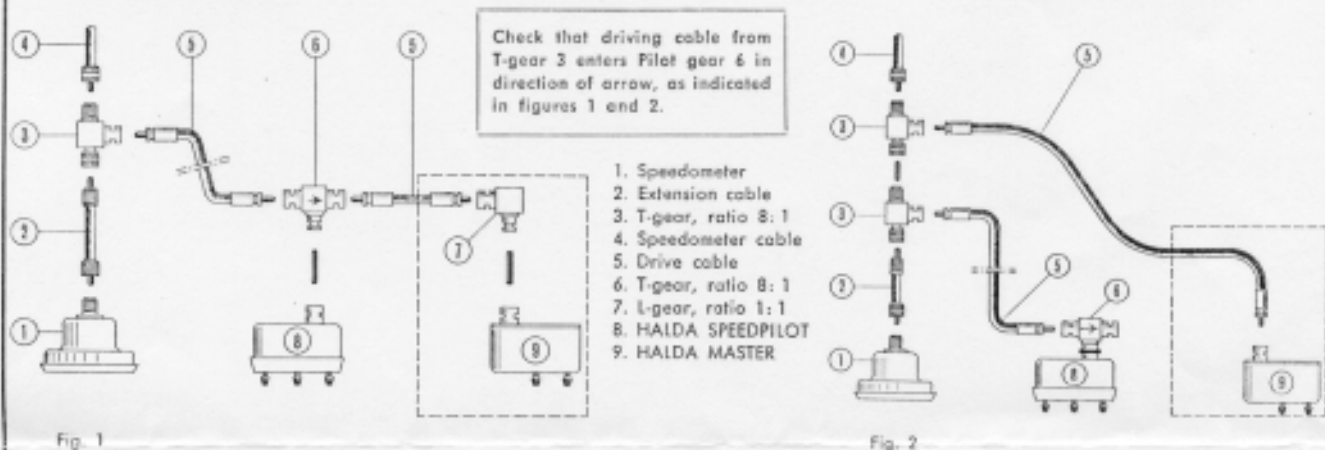 4
5
6
5
3
2
7
1
8
9
Fig. 1
Check that driving cable from
T-gear 3 enters Pilot gear 6 in
direction of arrow, as indicated
in figures 1 and 2.
1. Speedometer
2. Extension cable
3. T-gear, ratio 8:1
4. Speedometer cable
5. Drive cable
6. T-gear, ratio 8:1
7. L-gear, ratio 1:1
8. HALDA SPEEDPILOT
9. HALDA MASTER
4
5
3
3
2
5
6
1
8
9
Fig. 2